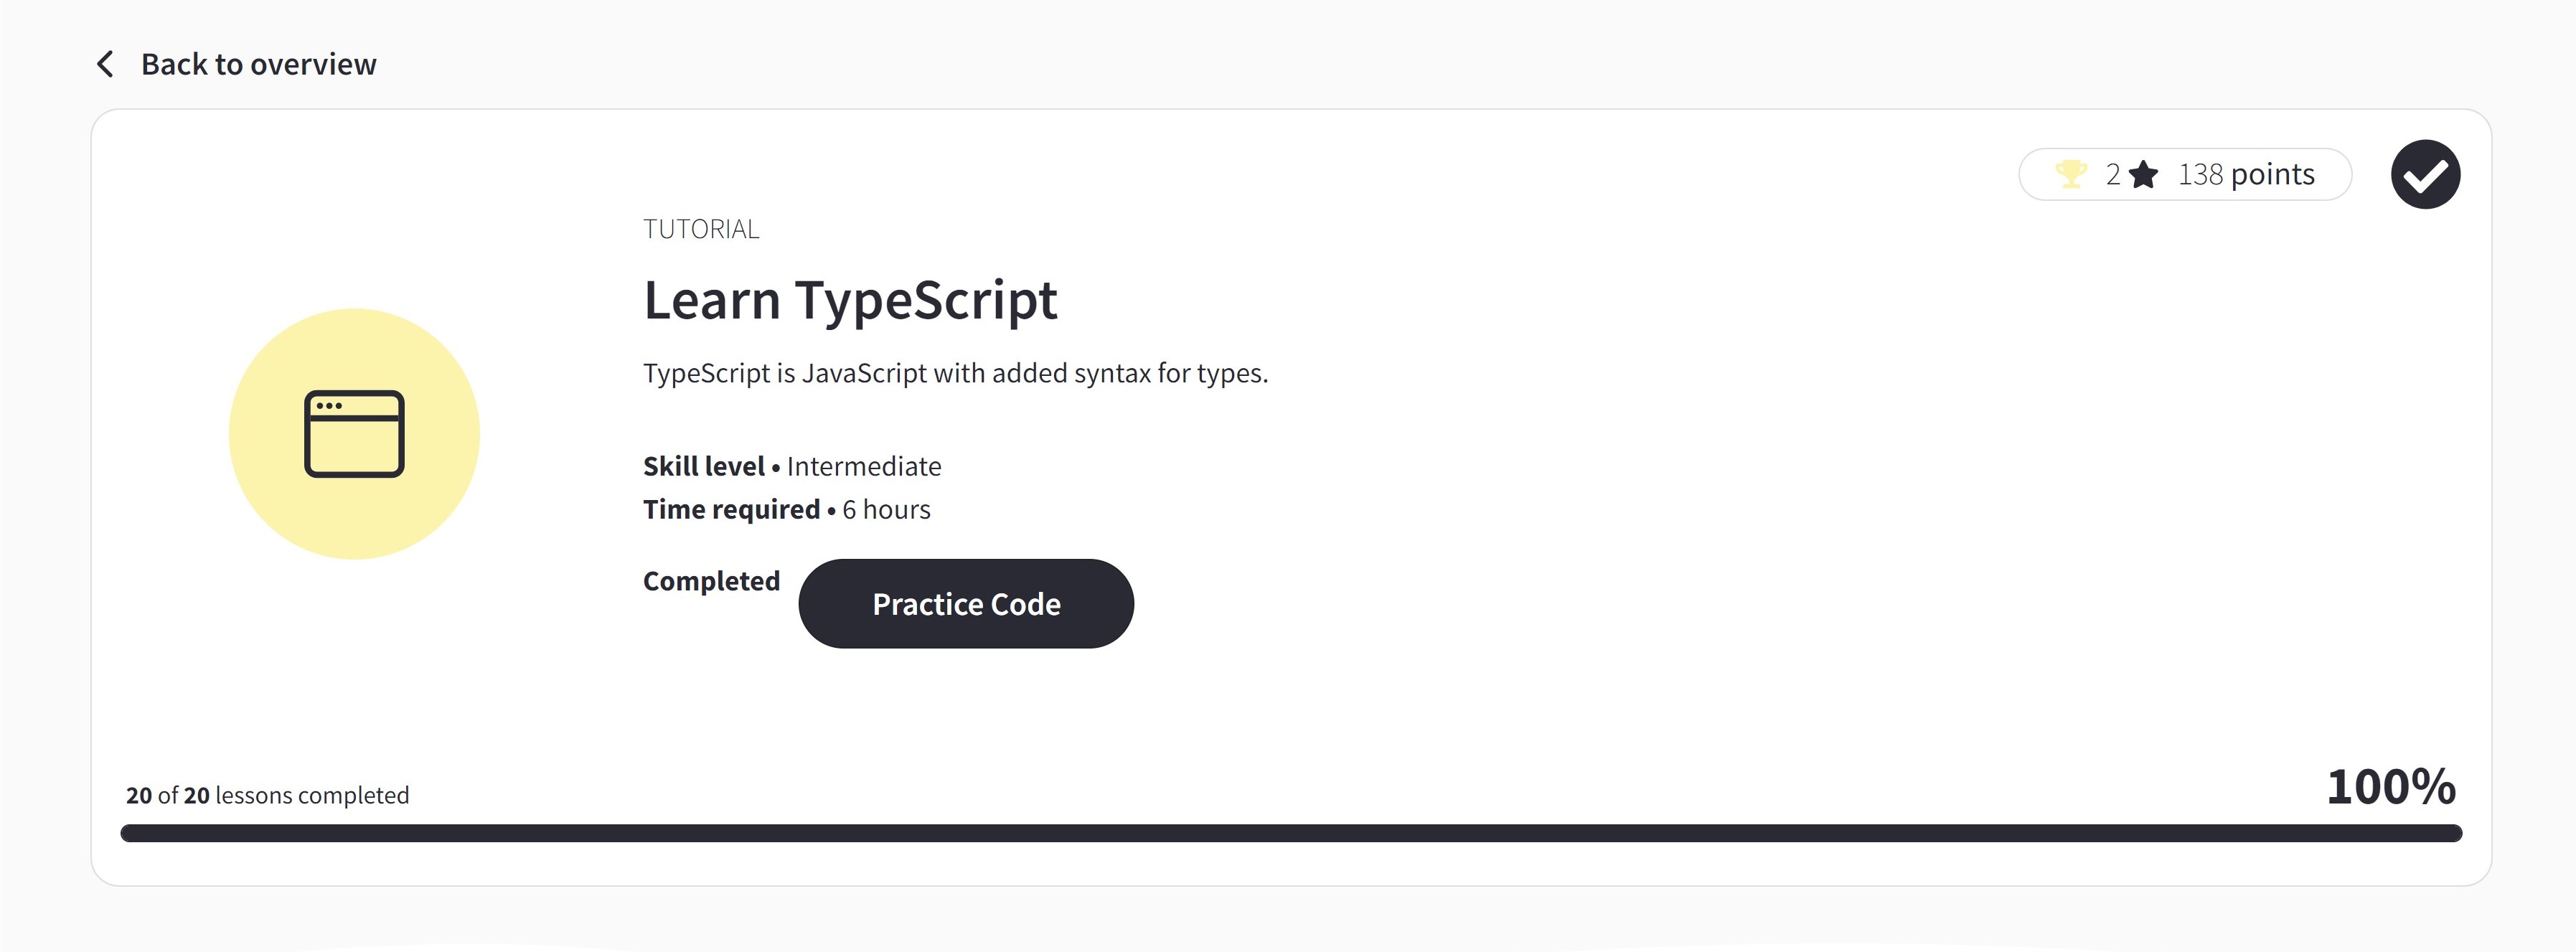 Back to overview
2 138 points
TUTORIAL
Learn TypeScript
TypeScript is JavaScript with added syntax for types.
Skill level • Intermediate
Time required • 6 hours
Completed
Practice Code
20 of 20 lessons completed
100%